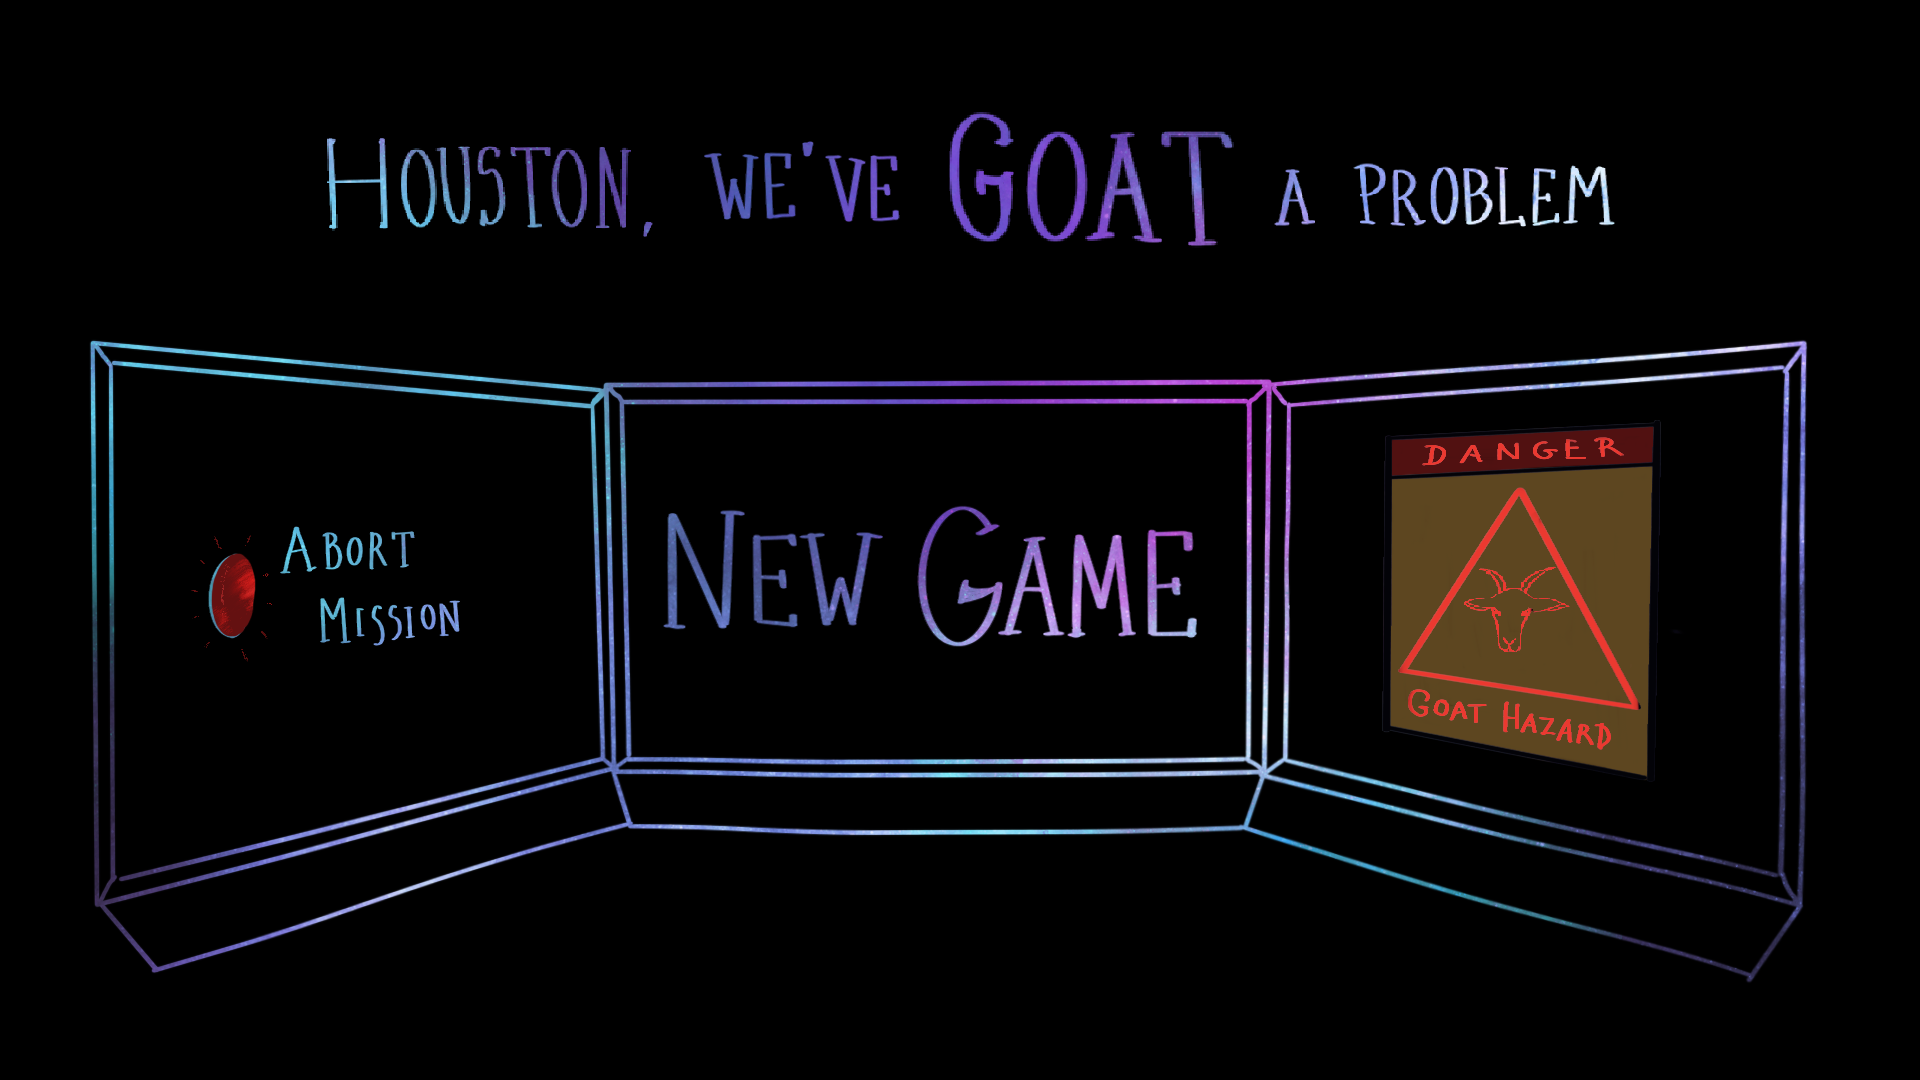 Houston, we've Goat a problem
Abort
Mission
New Game
DANGER
Goat Hazard